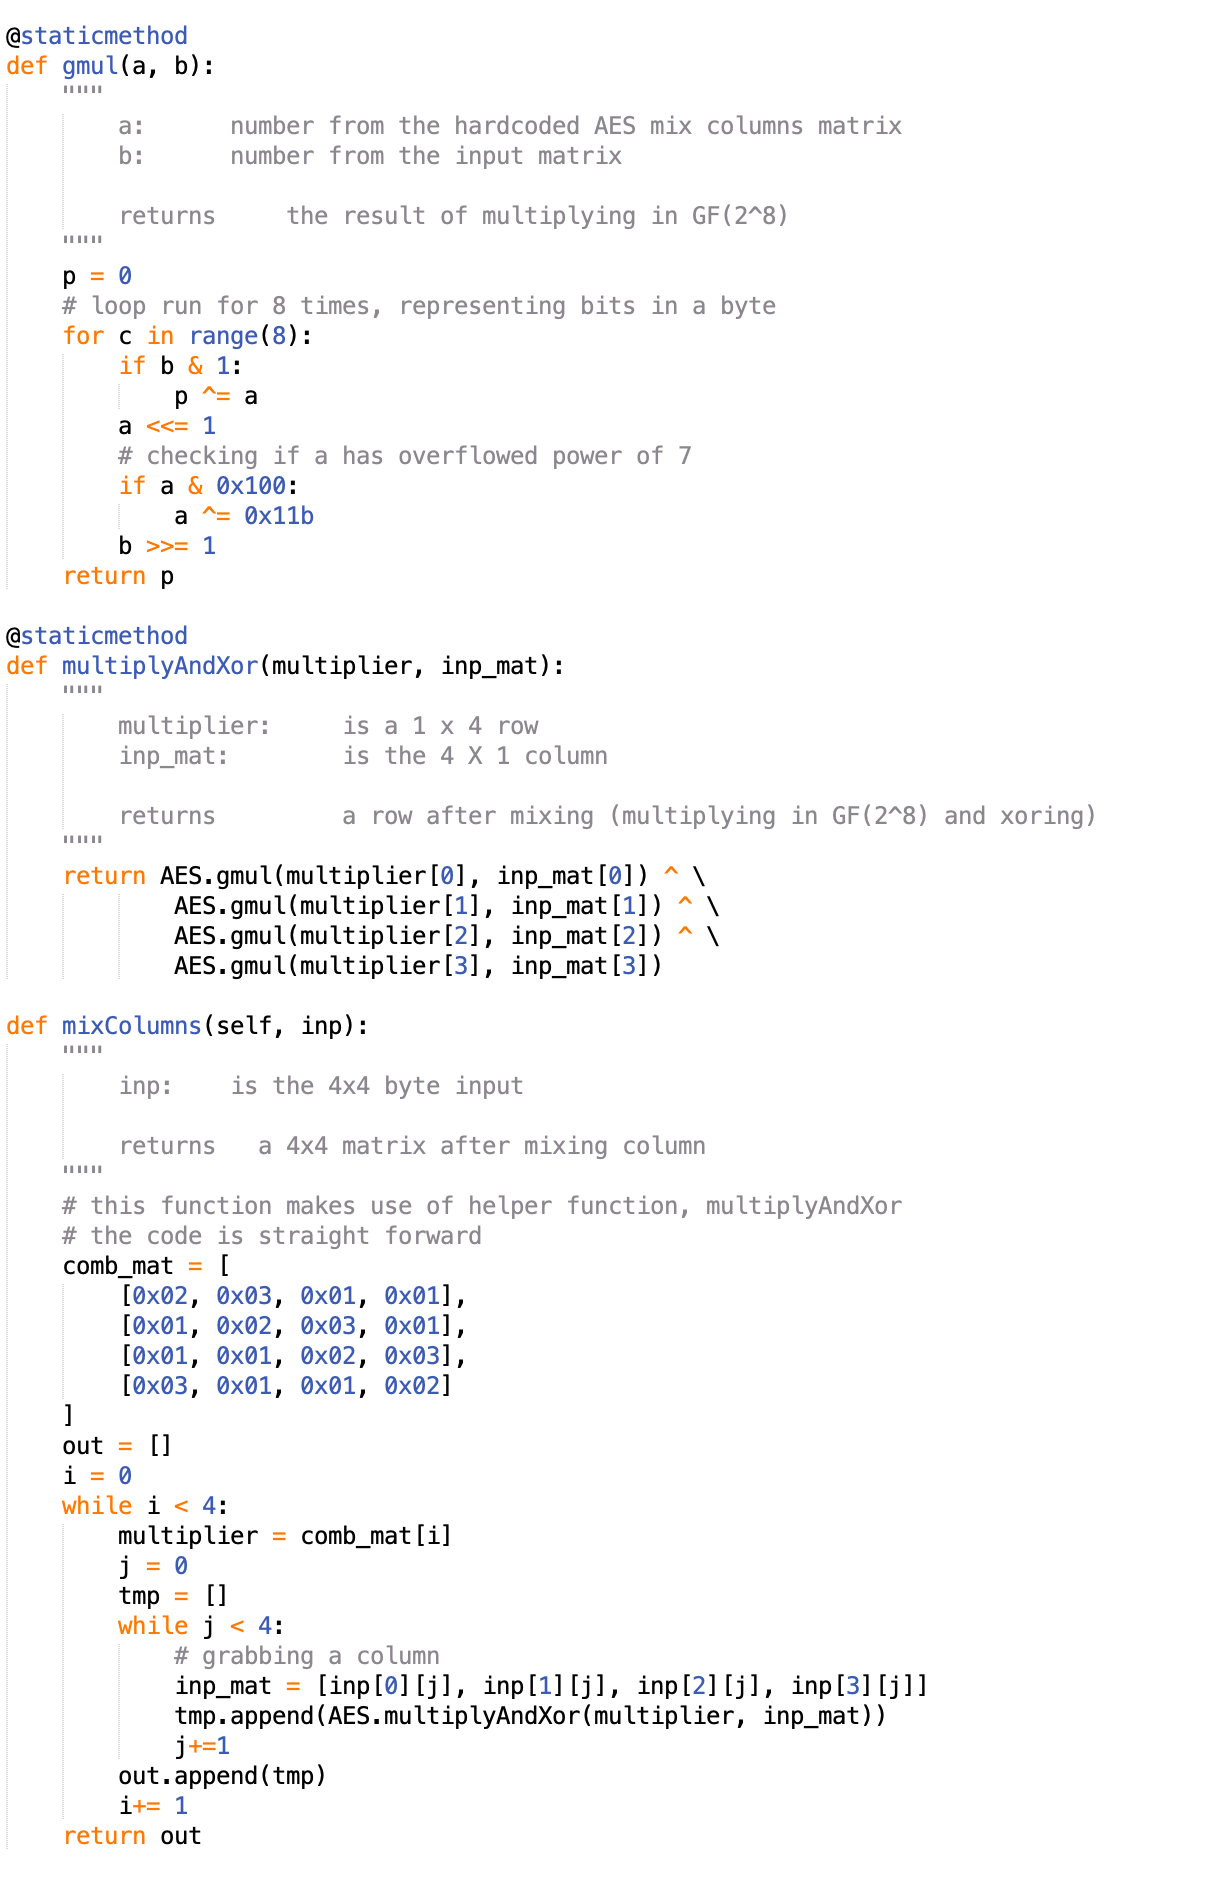 @staticmethod
def gmul(a, b):
    """
        a:      number from the hardcoded AES mix columns matrix
        b:      number from the input matrix

        returns     the result of multiplying in GF(2^8)
    """
    p = 0
    # loop run for 8 times, representing bits in a byte
    for c in range(8):
        if b & 1:
            p ^= a
        a <<= 1
        # checking if a has overflowed power of 7
        if a & 0x100:
            a ^= 0x11b
        b >>= 1
    return p

@staticmethod
def multiplyAndXor(multiplier, inp_mat):
    """
        multiplier:     is a 1 x 4 row
        inp_mat:        is the 4 X 1 column

        returns         a row after mixing (multiplying in GF(2^8) and xoring)
    """
    return AES.gmul(multiplier[0], inp_mat[0]) ^ \
            AES.gmul(multiplier[1], inp_mat[1]) ^ \
            AES.gmul(multiplier[2], inp_mat[2]) ^ \
            AES.gmul(multiplier[3], inp_mat[3])

def mixColumns(self, inp):
    """
        inp:    is the 4x4 byte input

        returns   a 4x4 matrix after mixing column
    """
    # this function makes use of helper function, multiplyAndXor
    # the code is straight forward
    comb_mat = [
        [0x02, 0x03, 0x01, 0x01],
        [0x01, 0x02, 0x03, 0x01],
        [0x01, 0x01, 0x02, 0x03],
        [0x03, 0x01, 0x01, 0x02]
    ]
    out = []
    i = 0
    while i < 4:
        multiplier = comb_mat[i]
        j = 0
        tmp = []
        while j < 4:
            # grabbing a column
            inp_mat = [inp[0][j], inp[1][j], inp[2][j], inp[3][j]]
            tmp.append(AES.multiplyAndXor(multiplier, inp_mat))
            j+=1
        out.append(tmp)
        i+= 1
    return out